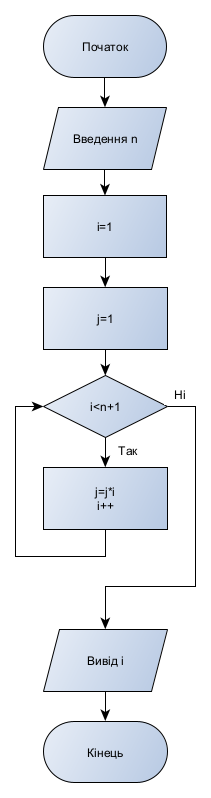 Початок
Введення n
i=1
j=1
i<n+1
Ні
Так
j=j*i
i++
Вивід i
Кінець